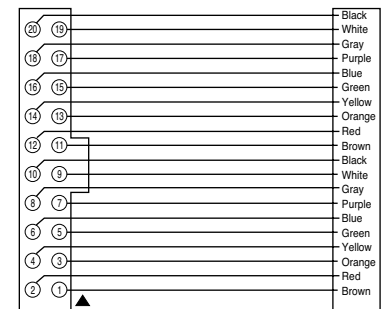 Black
20 19 White
Gray
18 17 Purple
Blue
16 15 Green
Yellow
14 13 Orange
Red
12 11 Brown
Black
10 9 White
Gray
8 7 Purple
Blue
6 5 Green
Yellow
4 3 Orange
Red
2 1 Brown